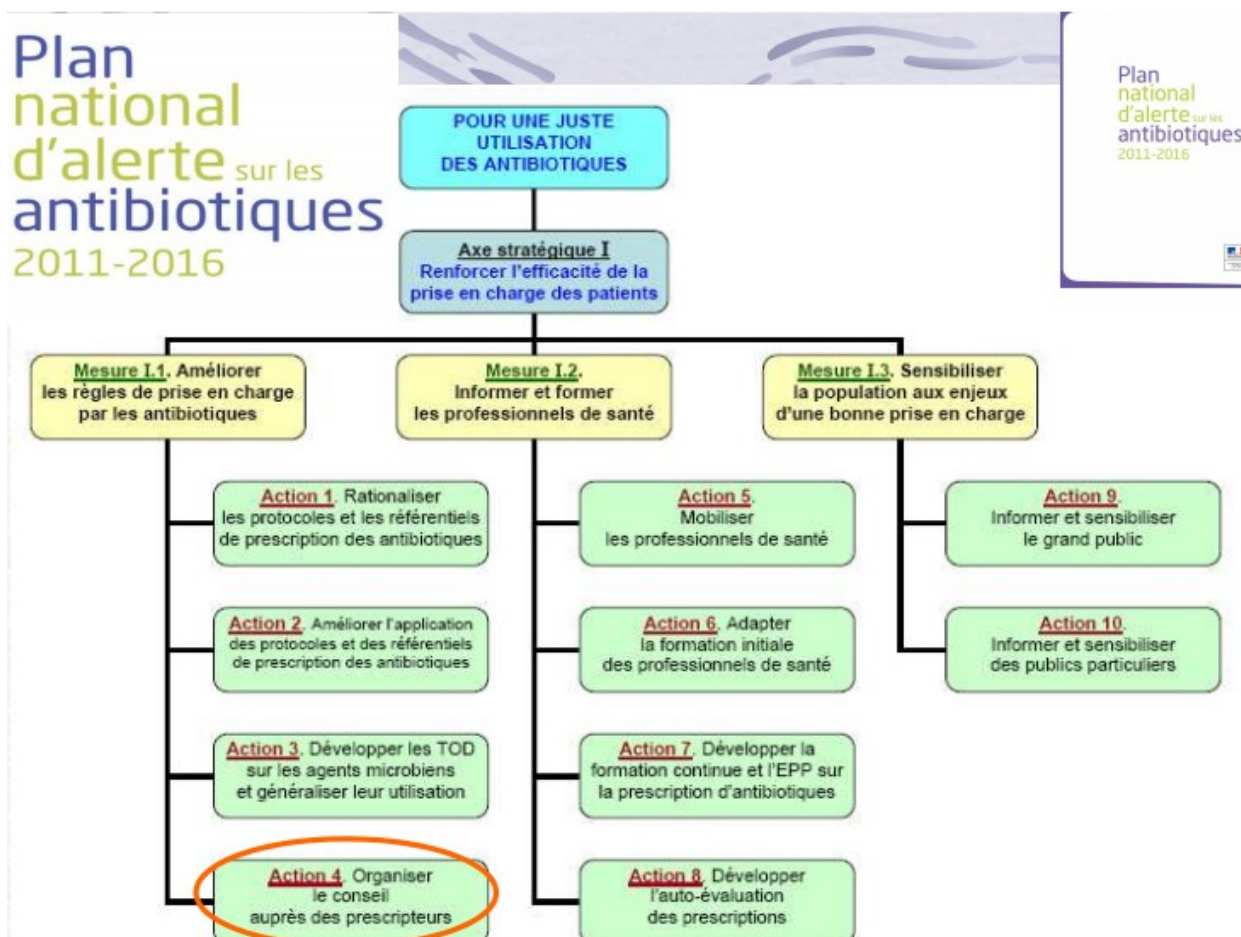 Plan
national
d'alerte sur les
antibiotiques
2011-2016
Plan
national
d'alerte sur les
antibiotiques
2011-2016
POUR UNE JUSTE
UTILISATION
DES ANTIBIOTIQUES
Axe stratégique I
Renforcer l'efficacité de la
prise en charge des patients
Mesure I.1. Améliorer
les règles de prise en charge
par les antibiotiques
Action 1. Rationaliser
les protocoles et les référentiels
de prescription des antibiotiques
Action 2. Améliorer l'application
des protocoles et des référentiels
de prescription des antibiotiques
Action 3. Développer les TOD
sur les agents microbiens
et généraliser leur utilisation
Action 4. Organiser
le conseil
auprès des prescripteurs
Mesure I.2.
Informer et former
les professionnels de santé
Action 5.
Mobiliser
les professionnels de santé
Action 6. Adapter
la formation initiale
des professionnels de santé
Action 7. Développer la
formation continue et l'EPP sur
la prescription d'antibiotiques
Action 8. Développer
l'auto-évaluation
des prescriptions
Mesure I.3. Sensibiliser
la population aux enjeux
d'une bonne prise en charge
Action 9.
Informer et sensibiliser
le grand public
Action 10.
Informer et sensibiliser
des publics particuliers